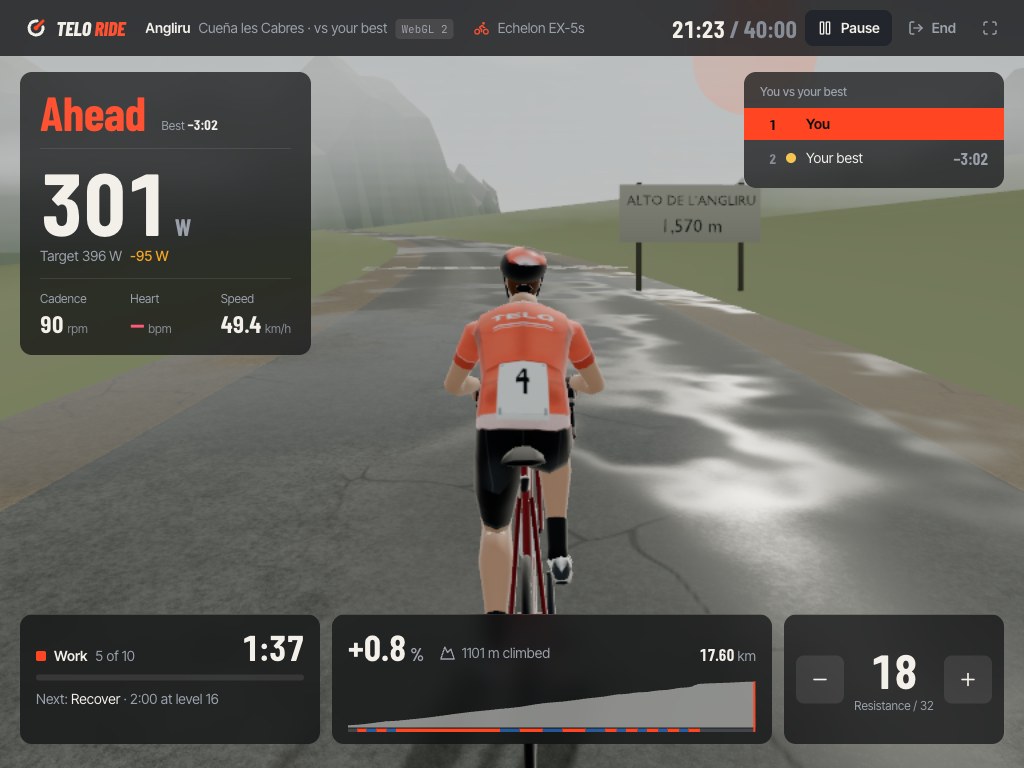 TELO RIDE Angliru Cueña les Cabres · vs your best WebGL 2 Echelon EX-5s 21:23 / 40:00 Pause End
Ahead Best −3:02
301 W
Target 396 W -95 W
Cadence Heart Speed
90 rpm – bpm 49.4 km/h
You vs your best
1 You
2 Your best −3:02
ALTO DE L'ANGLIRU
1,570 m
TELO
4
Work 5 of 10 1:37
Next: Recover · 2:00 at level 16
+0.8 % 1101 m climbed 17.60 km
− 18 +
Resistance / 32